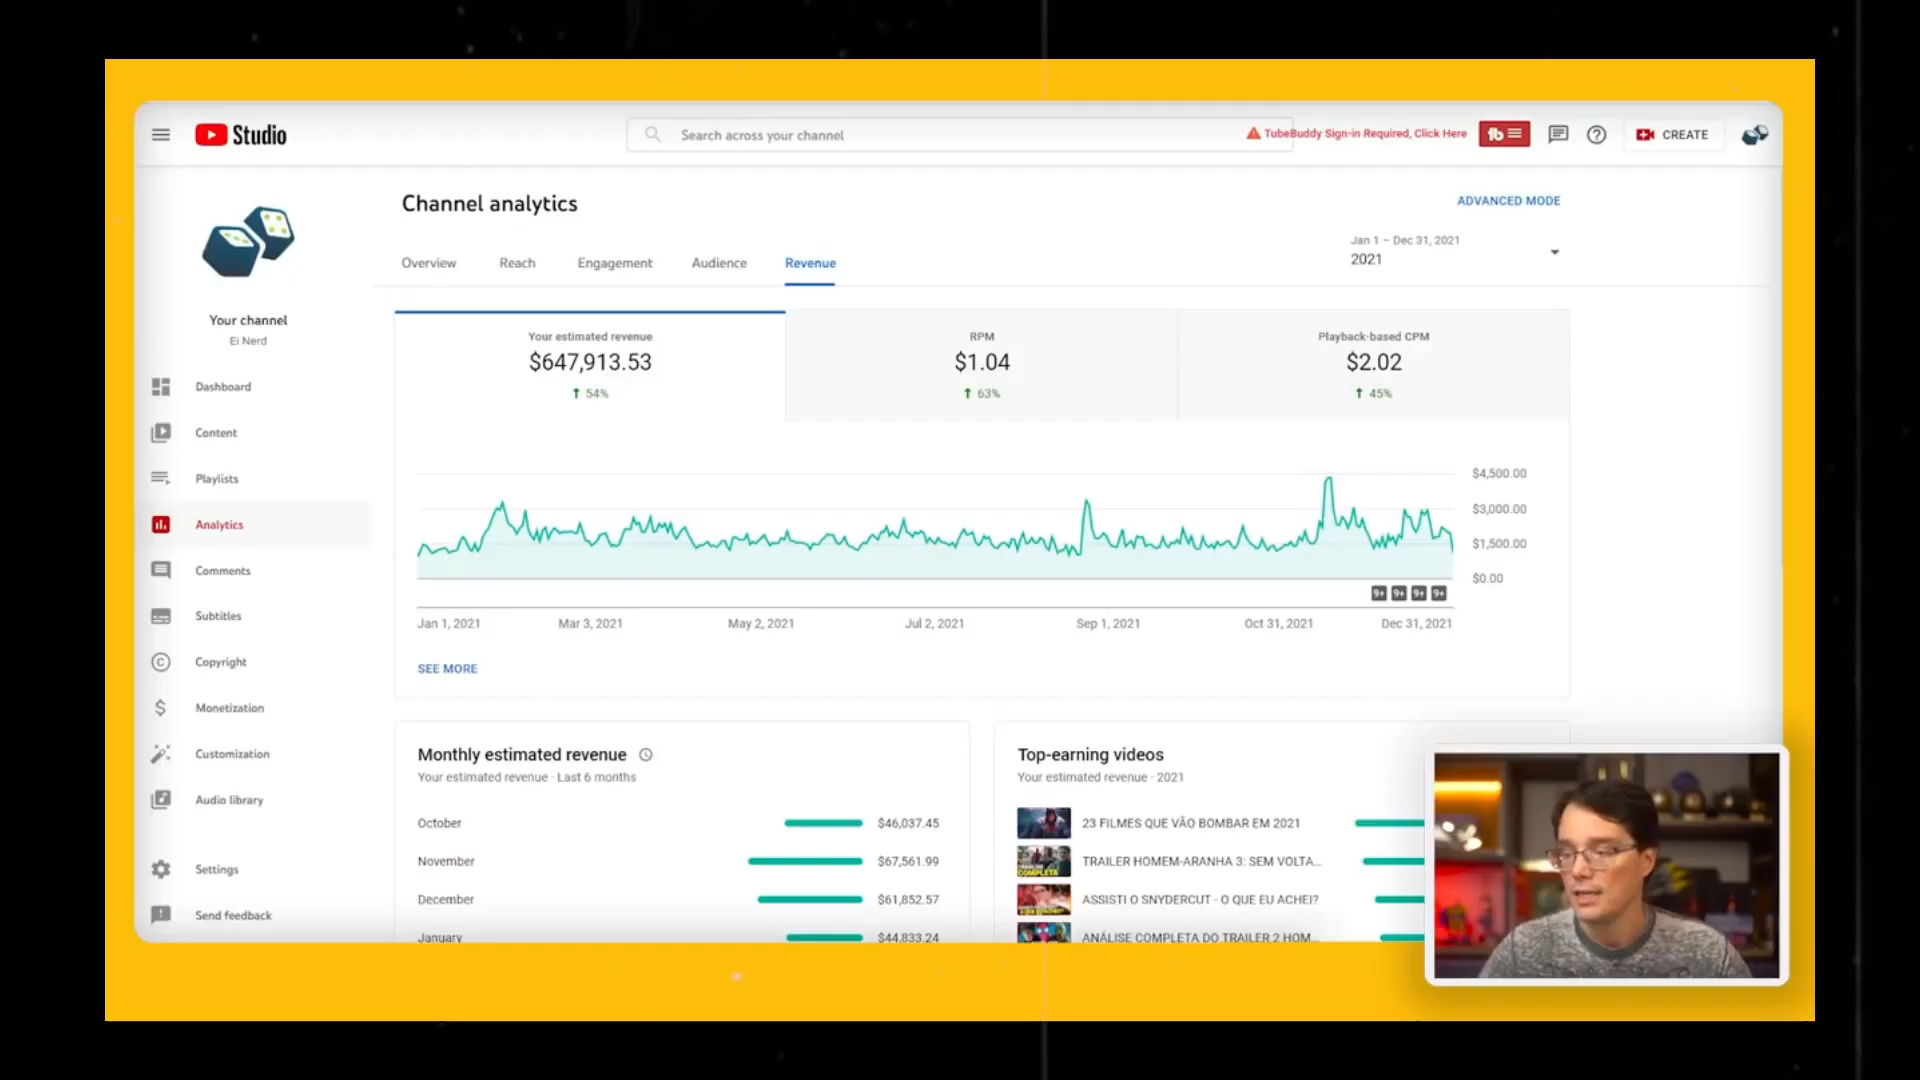 Studio
Search across your channel
TubeBuddy Sign-in Required, Click Here
tb
CREATE
Channel analytics
ADVANCED MODE
Jan 1 – Dec 31, 2021
2021
Overview
Reach
Engagement
Audience
Revenue
Your channel
Ei Nerd
Dashboard
Content
Playlists
Analytics
Comments
Subtitles
Copyright
Monetization
Customization
Audio library
Settings
Send feedback
Your estimated revenue
$647,913.53
54%
RPM
$1.04
63%
Playback-based CPM
$2.02
45%
$4,500.00
$3,000.00
$1,500.00
$0.00
9+ 9+ 9+ 9+
Jan 1, 2021
Mar 3, 2021
May 2, 2021
Jul 2, 2021
Sep 1, 2021
Oct 31, 2021
Dec 31, 2021
SEE MORE
Monthly estimated revenue
Your estimated revenue · Last 6 months
October $46,037.45
November $67,561.99
December $61,852.57
January $44,833.24
Top-earning videos
Your estimated revenue · 2021
23 FILMES QUE VÃO BOMBAR EM 2021
COMPLETA
TRAILER HOMEM-ARANHA 3: SEM VOLTA...
ASSISTI O SNYDERCUT - O QUE EU ACHEI?
ANÁLISE COMPLETA DO TRAILER 2 HOM...